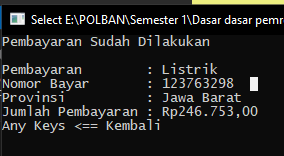 Select E:\POLBAN\Semester 1\Dasar dasar pemr
Pembayaran Sudah Dilakukan
Pembayaran : Listrik
Nomor Bayar : 123763298
Provinsi : Jawa Barat
Jumlah Pembayaran : Rp246.753,00
Any Keys <== Kembali